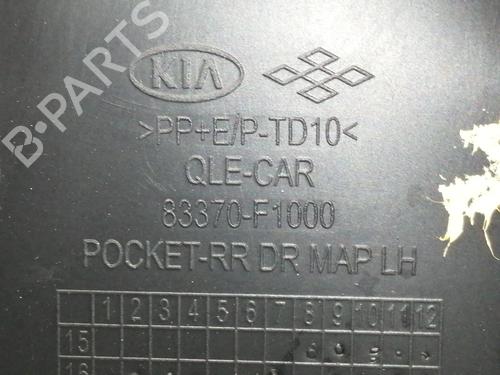 B-PARTS
KIA
>PP+E/P-TD10<
QLE-CAR
83370-F1000
POCKET-RR DR MAP LH
1 2 3 4 5 6 7 8 9 10 11 12
15
16